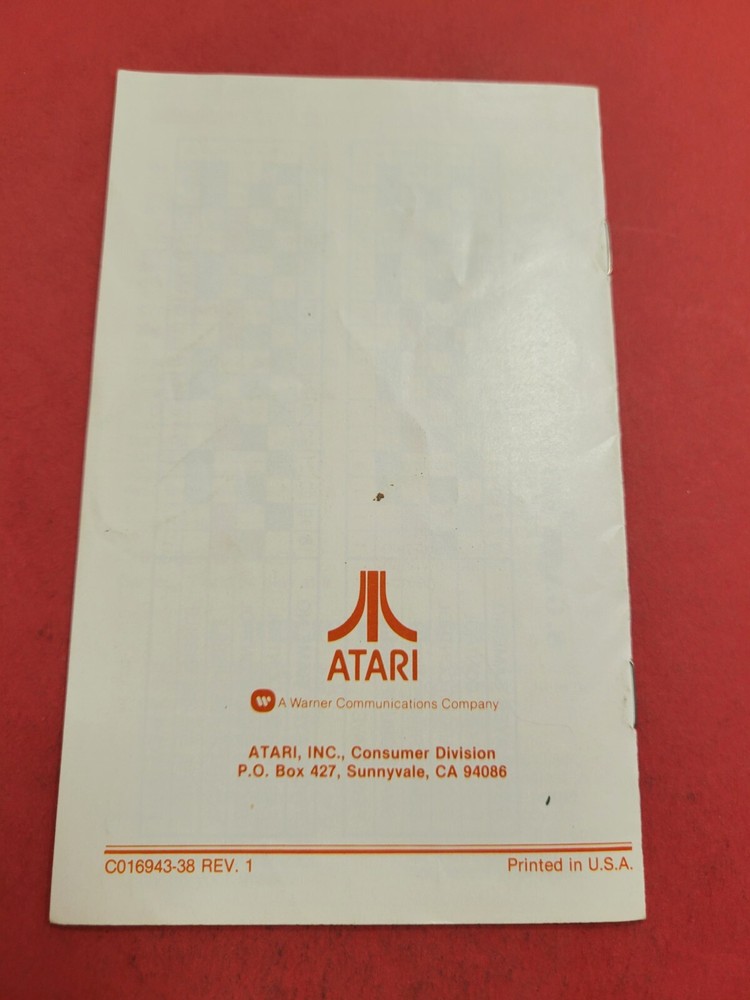 ATARI
W A Warner Communications Company
ATARI, INC., Consumer Division
P.O. Box 427, Sunnyvale, CA 94086
C016943-38 REV. 1
Printed in U.S.A.